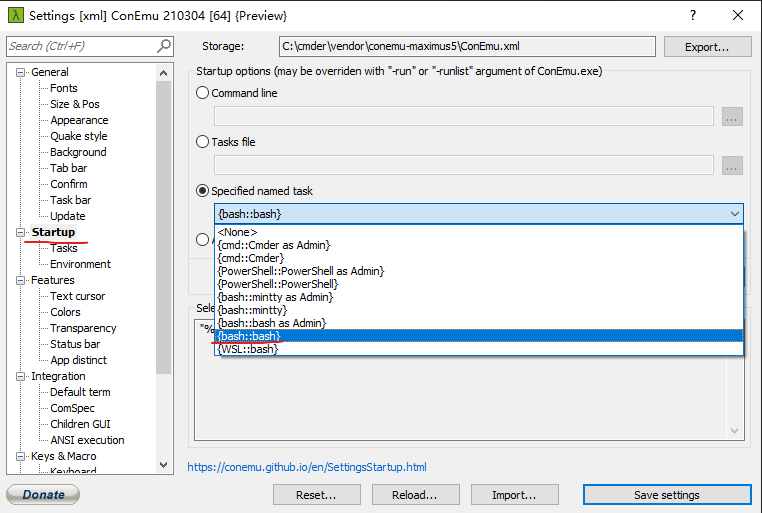 Settings [xml] ConEmu 210304 [64] {Preview}
Search (Ctrl+F)
Storage:
C:\cmder\vendor\conemu-maximus5\ConEmu.xml
Export...
General
Fonts
Size & Pos
Appearance
Quake style
Background
Tab bar
Confirm
Task bar
Update
Startup
Tasks
Environment
Features
Text cursor
Colors
Transparency
Status bar
App distinct
Integration
Default term
ComSpec
Children GUI
ANSI execution
Keys & Macro
Keyboard
Startup options (may be overriden with "-run" or "-runlist" argument of ConEmu.exe)
Command line
...
Tasks file
...
Specified named task
{bash::bash}
<None>
{cmd::Cmder as Admin}
{cmd::Cmder}
{PowerShell::PowerShell as Admin}
{PowerShell::PowerShell}
{bash::mintty as Admin}
{bash::mintty}
{bash::bash as Admin}
{bash::bash}
{WSL::bash}
"%
https://conemu.github.io/en/SettingsStartup.html
Donate
Reset...
Reload...
Import...
Save settings